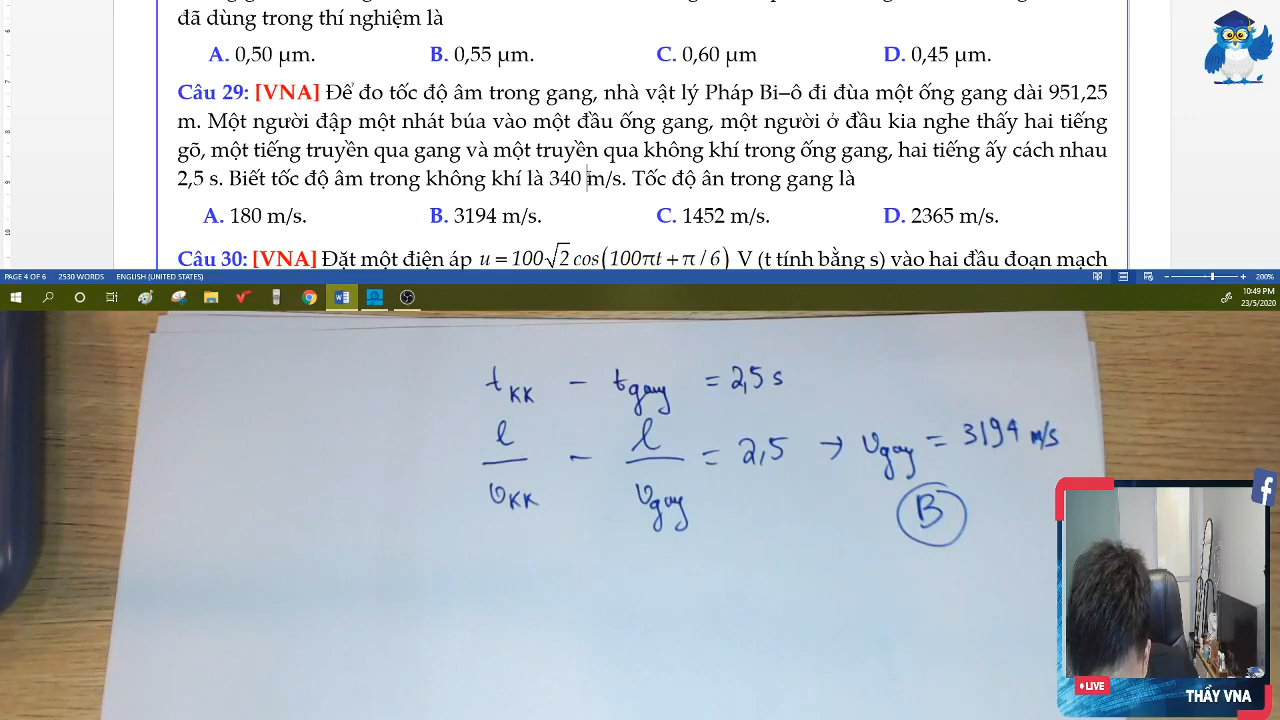 đã dùng trong thí nghiệm là
A. 0,50 µm. B. 0,55 µm. C. 0,60 µm D. 0,45 µm.
Câu 29: [VNA] Để đo tốc độ âm trong gang, nhà vật lý Pháp Bi–ô đi đùa một ống gang dài 951,25
m. Một người đập một nhát búa vào một đầu ống gang, một người ở đầu kia nghe thấy hai tiếng
gõ, một tiếng truyền qua gang và một truyền qua không khí trong ống gang, hai tiếng ấy cách nhau
2,5 s. Biết tốc độ âm trong không khí là 340 m/s. Tốc độ ân trong gang là
A. 180 m/s. B. 3194 m/s. C. 1452 m/s. D. 2365 m/s.
Câu 30: [VNA] Đặt một điện áp u = 100√2cos(100πt + π / 6) V (t tính bằng s) vào hai đầu đoạn mạch
PAGE 4 OF 6 2530 WORDS ENGLISH (UNITED STATES) 200%
10:49 PM
23/5/2020
t_KK – t_gang = 2,5 s
l/v_KK – l/v_gang = 2,5 → v_gang = 3194 m/s
B
LIVE
THẦY VNA